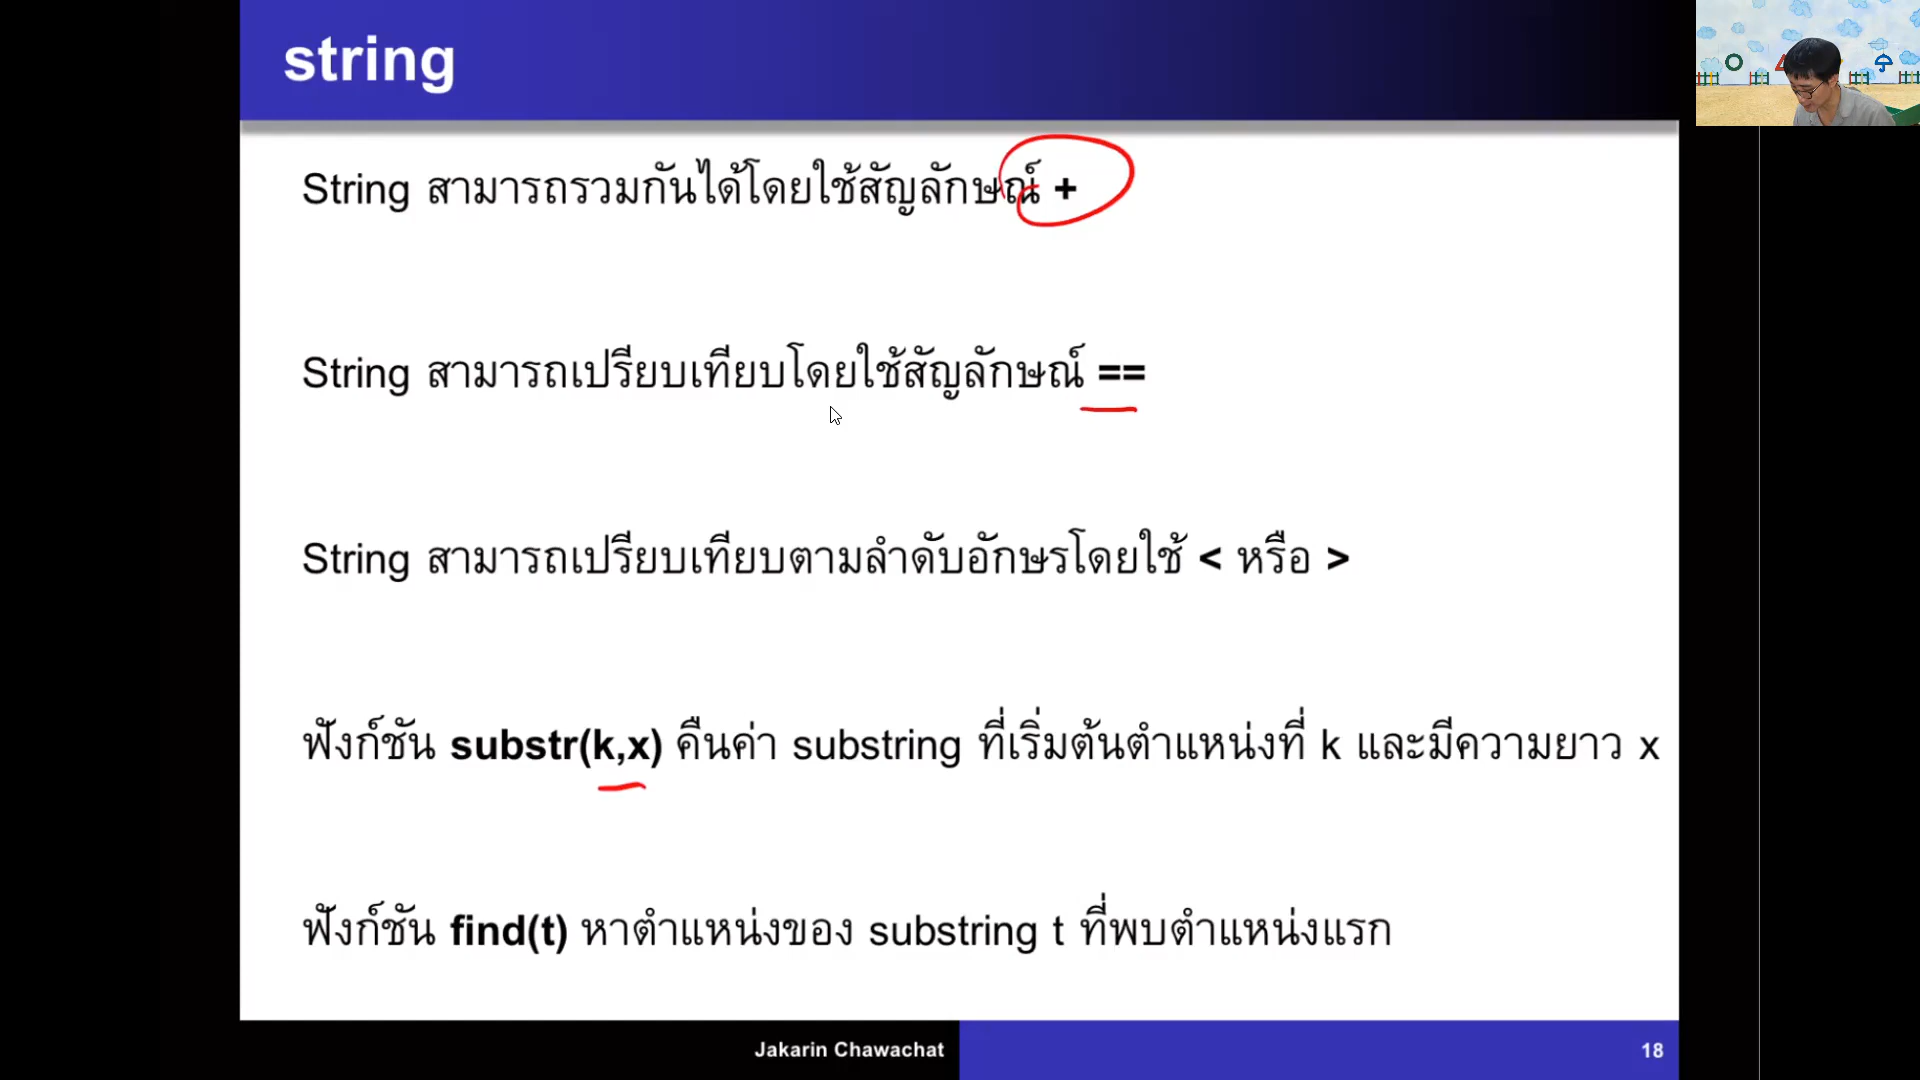 string
String สามารถรวมกันได้โดยใช้สัญลักษณ์ +
String สามารถเปรียบเทียบโดยใช้สัญลักษณ์ ==
String สามารถเปรียบเทียบตามลำดับอักษรโดยใช้ < หรือ >
ฟังก์ชัน substr(k,x) คืนค่า substring ที่เริ่มต้นตำแหน่งที่ k และมีความยาว x
ฟังก์ชัน find(t) หาตำแหน่งของ substring t ที่พบตำแหน่งแรก
Jakarin Chawachat
18